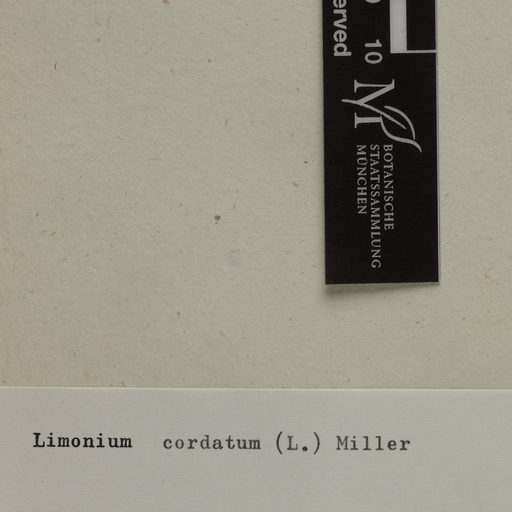 erved
10
M
BOTANISCHE
STAATSSAMMLUNG
MÜNCHEN
Limonium cordatum (L.) Miller